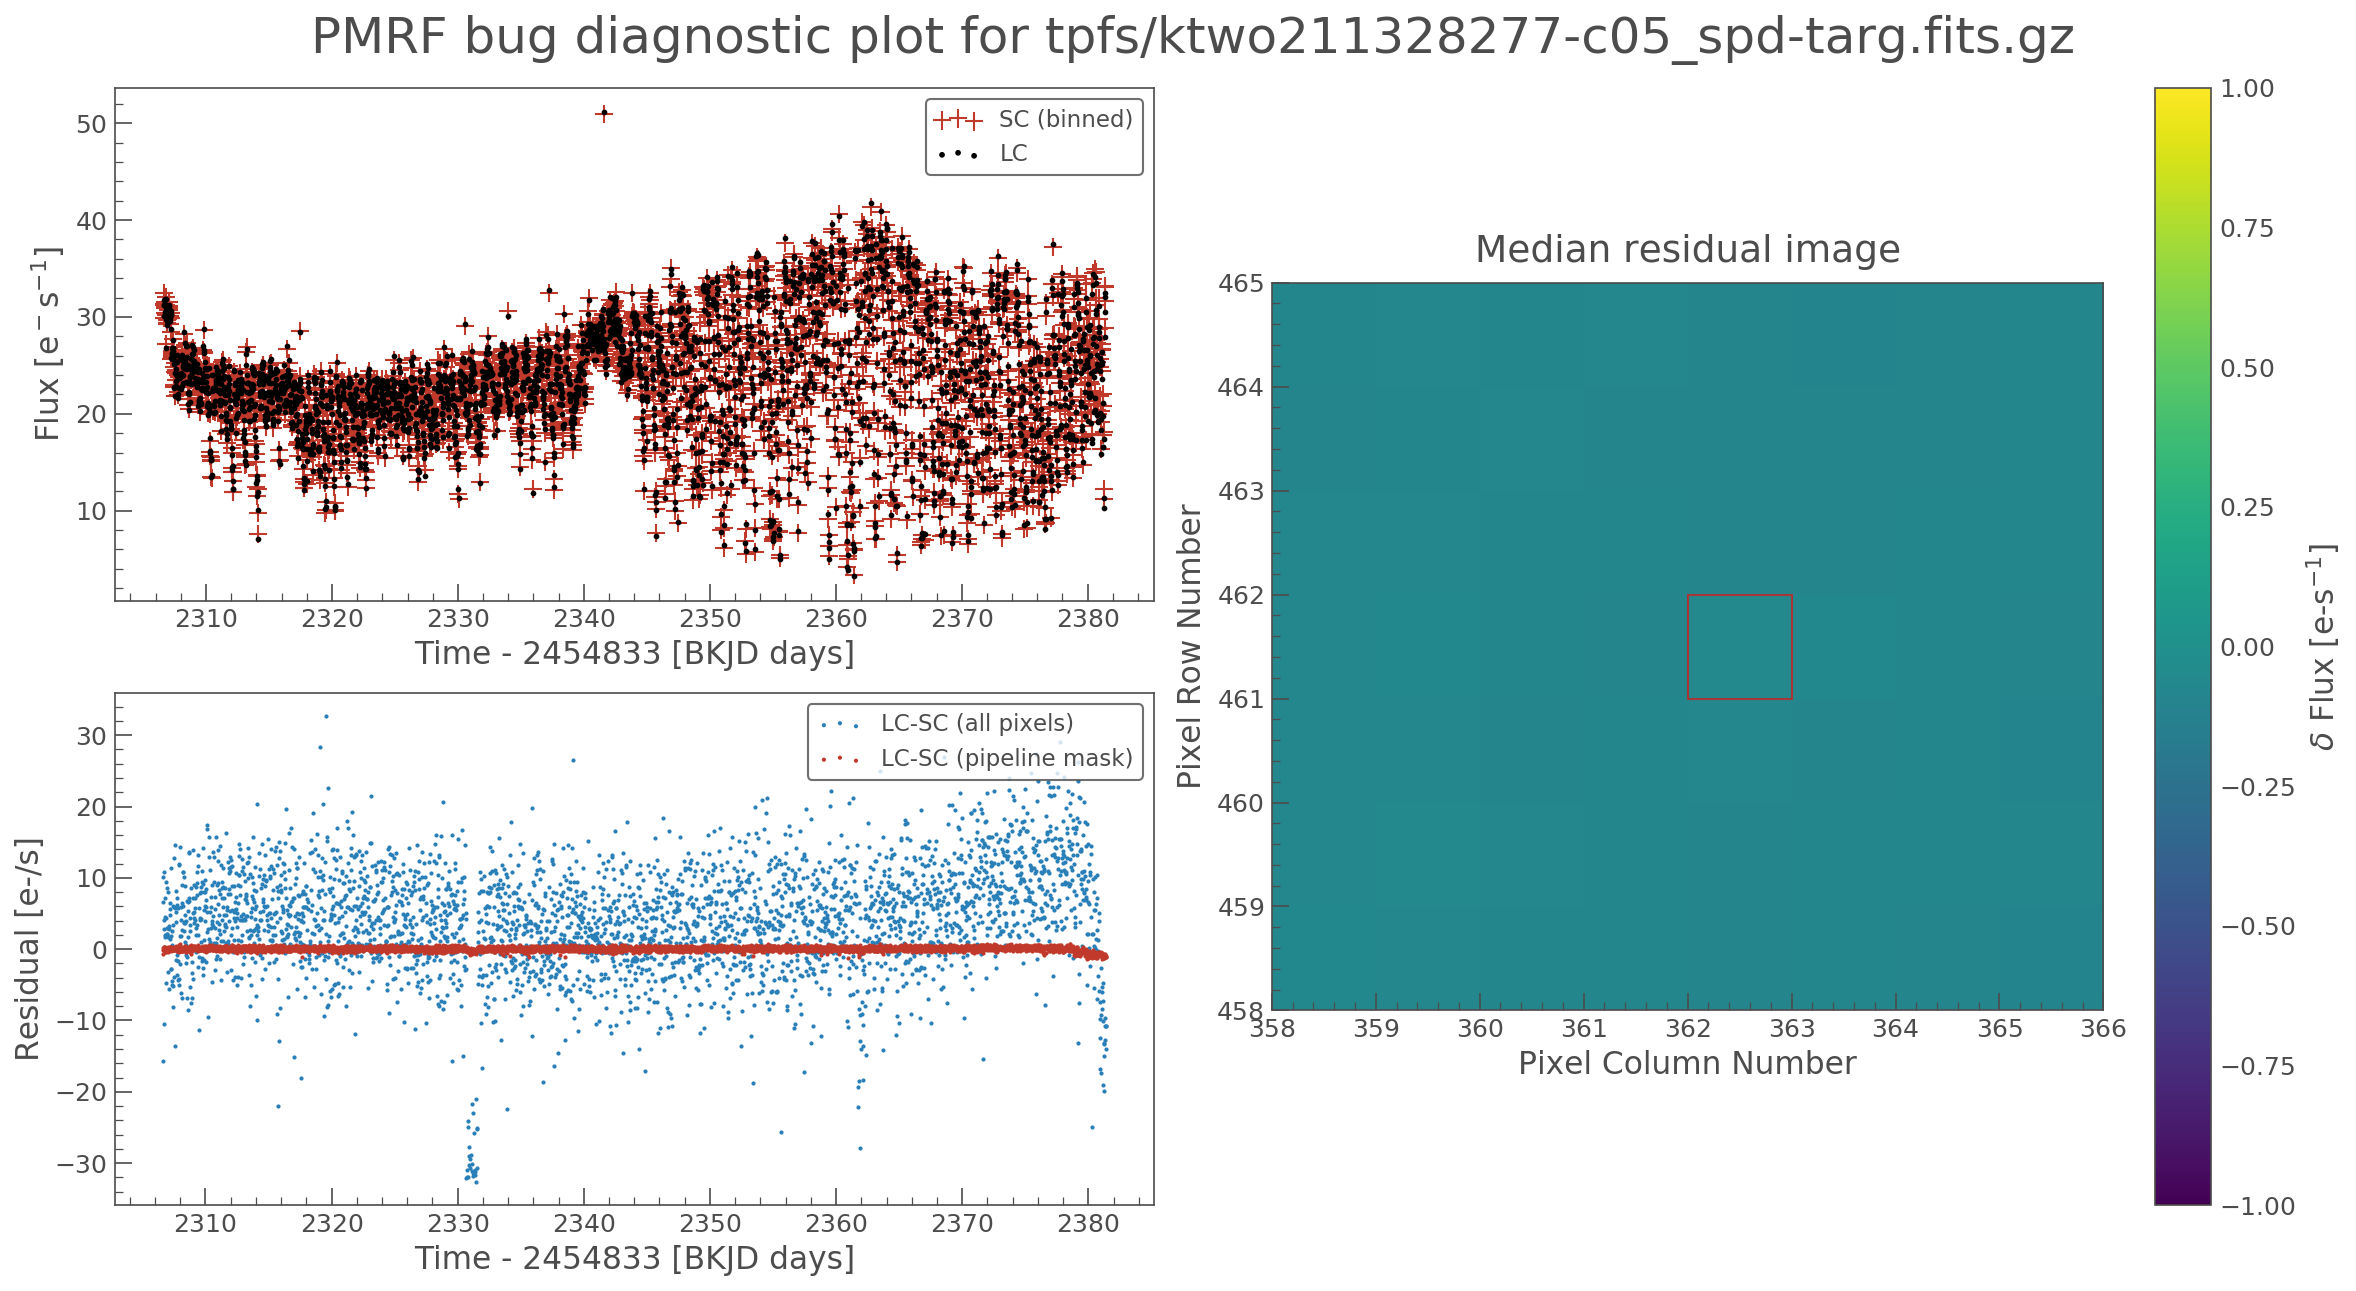 PMRF bug diagnostic plot for tpfs/ktwo211328277-c05_spd-targ.fits.gz
50
40
30
20
10
Flux [e⁻ s⁻¹]
SC (binned)
LC
2310 2320 2330 2340 2350 2360 2370 2380
Time - 2454833 [BKJD days]
30
20
10
0
−10
−20
−30
Residual [e-/s]
LC-SC (all pixels)
LC-SC (pipeline mask)
2310 2320 2330 2340 2350 2360 2370 2380
Time - 2454833 [BKJD days]
Median residual image
465
464
463
462
461
460
459
458
Pixel Row Number
358 359 360 361 362 363 364 365 366
Pixel Column Number
1.00
0.75
0.50
0.25
0.00
−0.25
−0.50
−0.75
−1.00
δ Flux [e-s⁻¹]